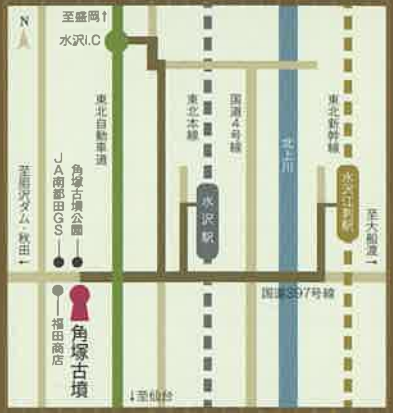 N
至盛岡↑
水沢I.C
東北自動車道
東北本線
国道4号線
北上川
東北新幹線
水沢駅
水沢江刺駅
至胆沢ダム・秋田↓
JA南都田GS
角塚古墳公園
至大船渡↓
国道397号線
福田商店
角塚古墳
↓至仙台